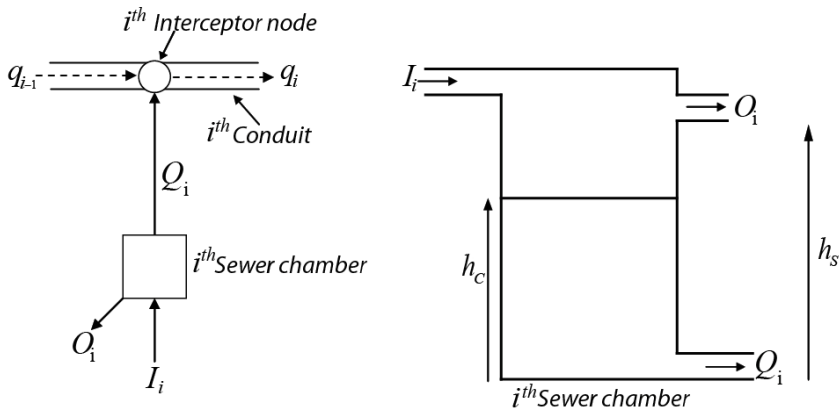 i^th Interceptor node
q_i-1
q_i
i^th Conduit
Q_i
i^th Sewer chamber
O_i
I_i
I_i
O_i
h_C
h_S
Q_i
i^th Sewer chamber